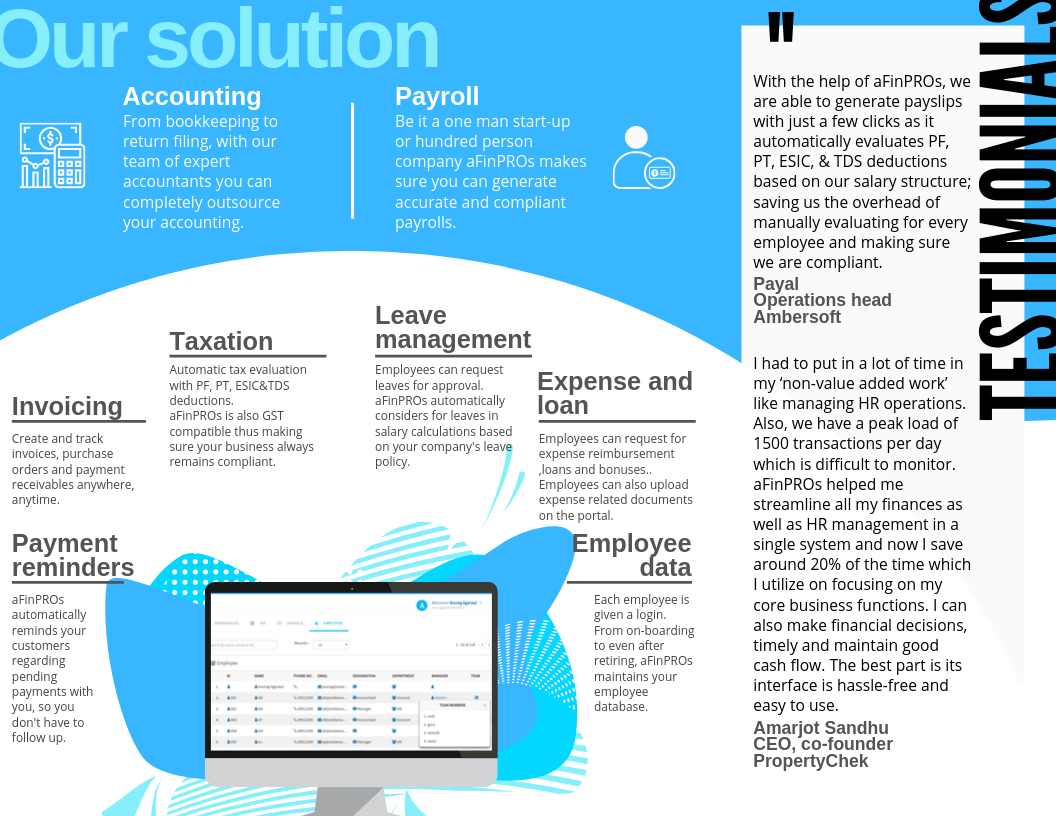 Our solution
Accounting
From bookkeeping to
return filing, with our
team of expert
accountants you can
completely outsource
your accounting.
Payroll
Be it a one man start-up
or hundred person
company aFinPROs makes
sure you can generate
accurate and compliant
payrolls.
Leave
management
Employees can request
leaves for approval.
aFinPROs automatically
considers for leaves in
salary calculations based
on your company's leave
policy.
Taxation
Automatic tax evaluation
with PF, PT, ESIC&TDS
deductions.
aFinPROs is also GST
compatible thus making
sure your business always
remains compliant.
Expense and
loan
Employees can request for
expense reimbursement
,loans and bonuses..
Employees can also upload
expense related documents
on the portal.
Invoicing
Create and track
invoices, purchase
orders and payment
receivables anywhere,
anytime.
Payment
reminders
aFinPROs
automatically
reminds your
customers
regarding
pending
payments with
you, so you
don't have to
follow up.
Employee
data
Each employee is
given a login.
From on-boarding
to even after
retiring, aFinPROs
maintains your
employee
database.
Employee
ID NAME PHONE NO. EMAIL DESIGNATION DEPARTMENT MANAGER TEAM
TEAM MEMBERS
TESTIMONIALS
"
With the help of aFinPROs, we
are able to generate payslips
with just a few clicks as it
automatically evaluates PF,
PT, ESIC, & TDS deductions
based on our salary structure;
saving us the overhead of
manually evaluating for every
employee and making sure
we are compliant.
Payal
Operations head
Ambersoft
I had to put in a lot of time in
my ‘non-value added work’
like managing HR operations.
Also, we have a peak load of
1500 transactions per day
which is difficult to monitor.
aFinPROs helped me
streamline all my finances as
well as HR management in a
single system and now I save
around 20% of the time which
I utilize on focusing on my
core business functions. I can
also make financial decisions,
timely and maintain good
cash flow. The best part is its
interface is hassle-free and
easy to use.
Amarjot Sandhu
CEO, co-founder
PropertyChek